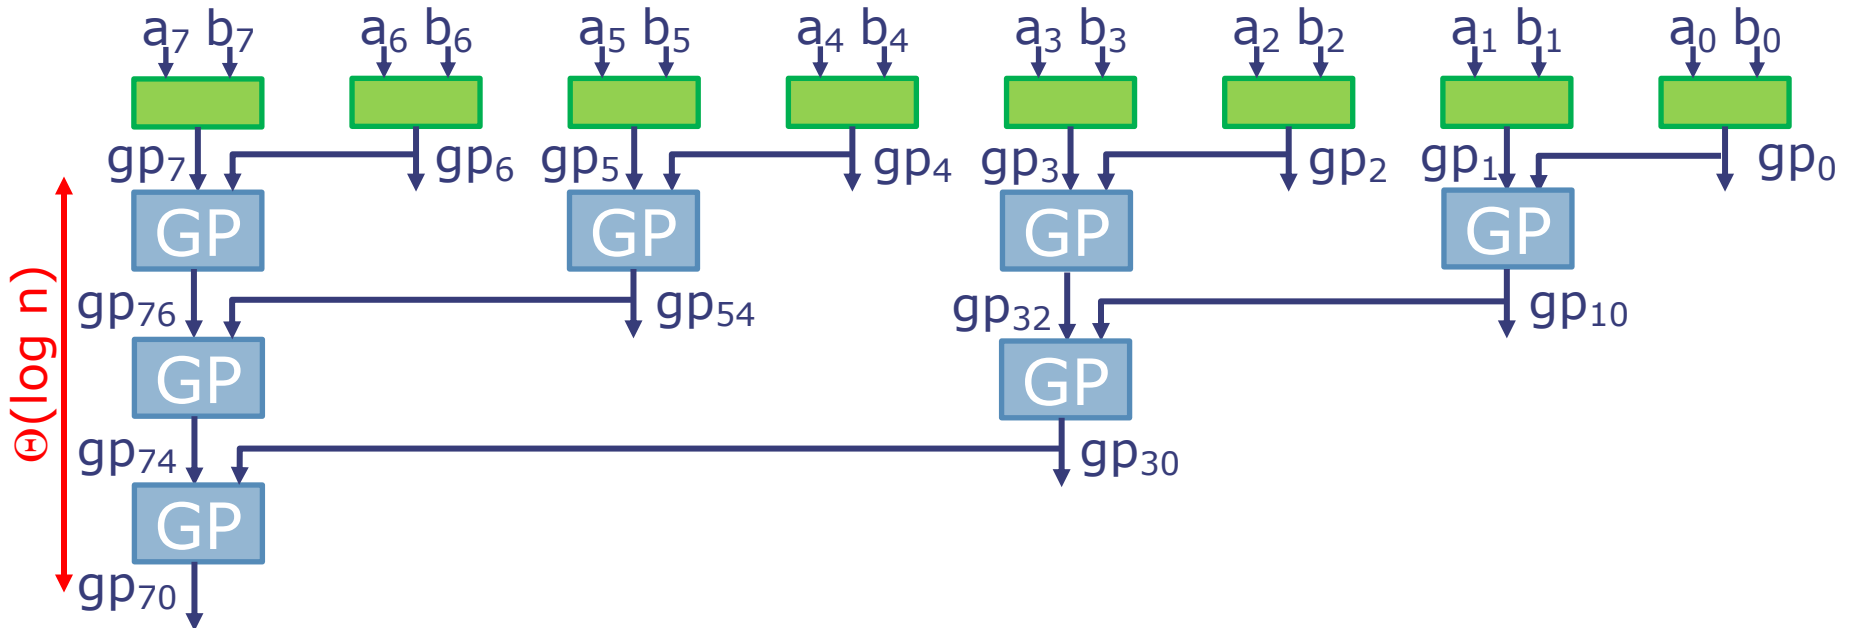 a₇ b₇ a₆ b₆ a₅ b₅ a₄ b₄ a₃ b₃ a₂ b₂ a₁ b₁ a₀ b₀
gp₇ gp₆ gp₅ gp₄ gp₃ gp₂ gp₁ gp₀
GP GP GP GP
gp₇₆ gp₅₄ gp₃₂ gp₁₀
GP GP
Θ(log n)
gp₇₄ gp₃₀
GP
gp₇₀